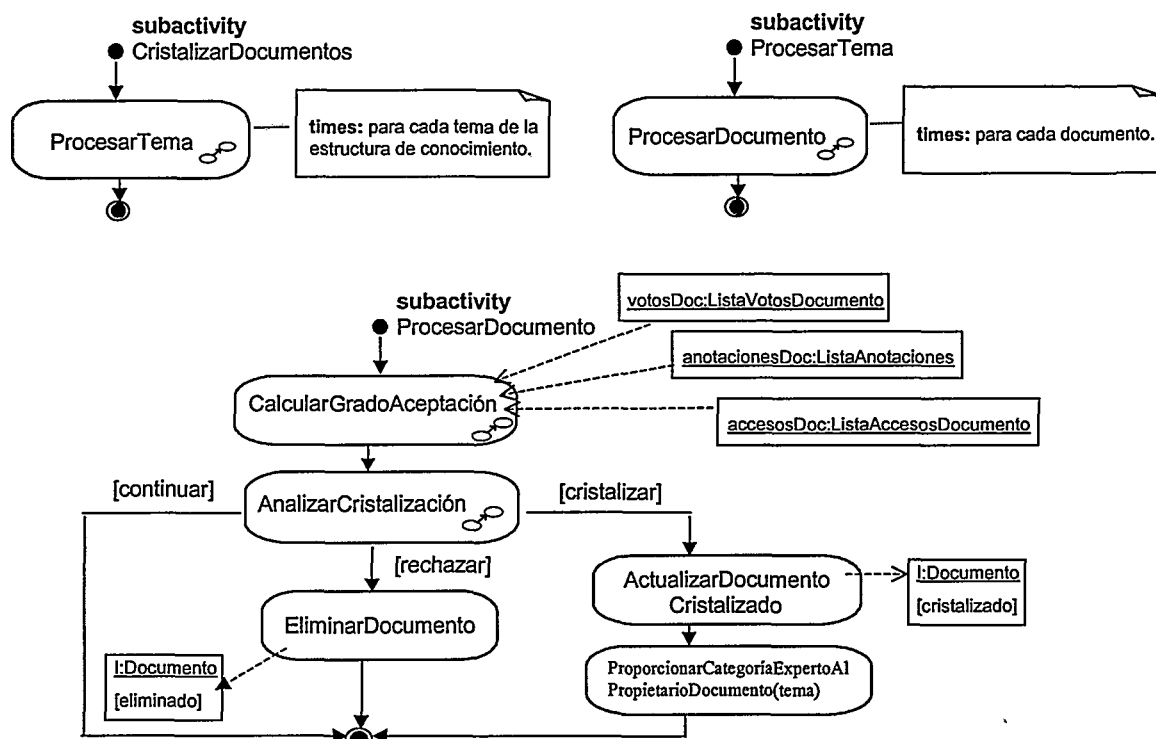 subactivity
CristalizarDocumentos
ProcesarTema
times: para cada tema de la
estructura de conocimiento.
subactivity
ProcesarTema
ProcesarDocumento
times: para cada documento.
subactivity
ProcesarDocumento
votosDoc:ListaVotosDocumento
anotacionesDoc:ListaAnotaciones
accesosDoc:ListaAccesosDocumento
CalcularGradoAceptación
[continuar]
AnalizarCristalización
[cristalizar]
[rechazar]
ActualizarDocumento
Cristalizado
l:Documento
[cristalizado]
EliminarDocumento
l:Documento
[eliminado]
ProporcionarCategoríaExpertoAl
PropietarioDocumento(tema)